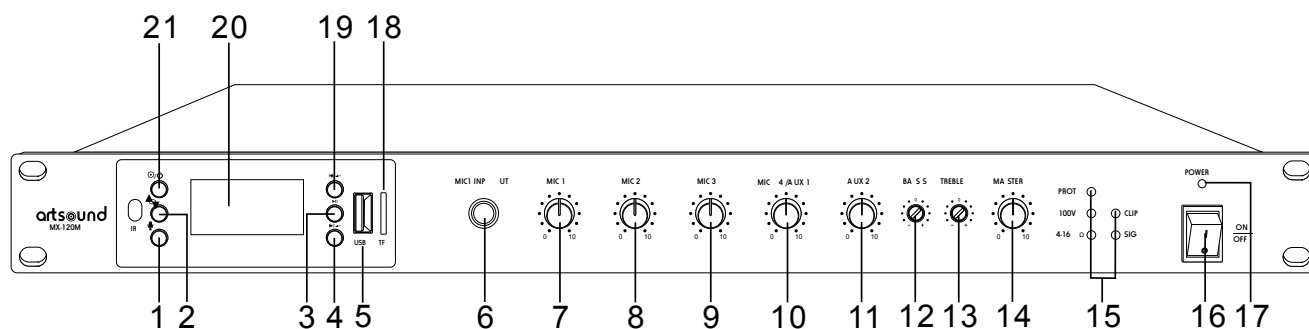 21 20 19 18
MIC1 INP UT
MIC 1
MIC 2
MIC 3
MIC 4 /A UX 1
A UX 2
BA S S
TREBLE
MA STER
POWER
PROT
100V
CLIP
4-16 Ω
SIG
ON
OFF
artsound
MX-120M
IR
USB
TF
0 10
0 10
0 10
0 10
0 10
0
- +
0
- +
0 10
1 2 3 4 5 6 7 8 9 10 11 12 13 14 15 16 17